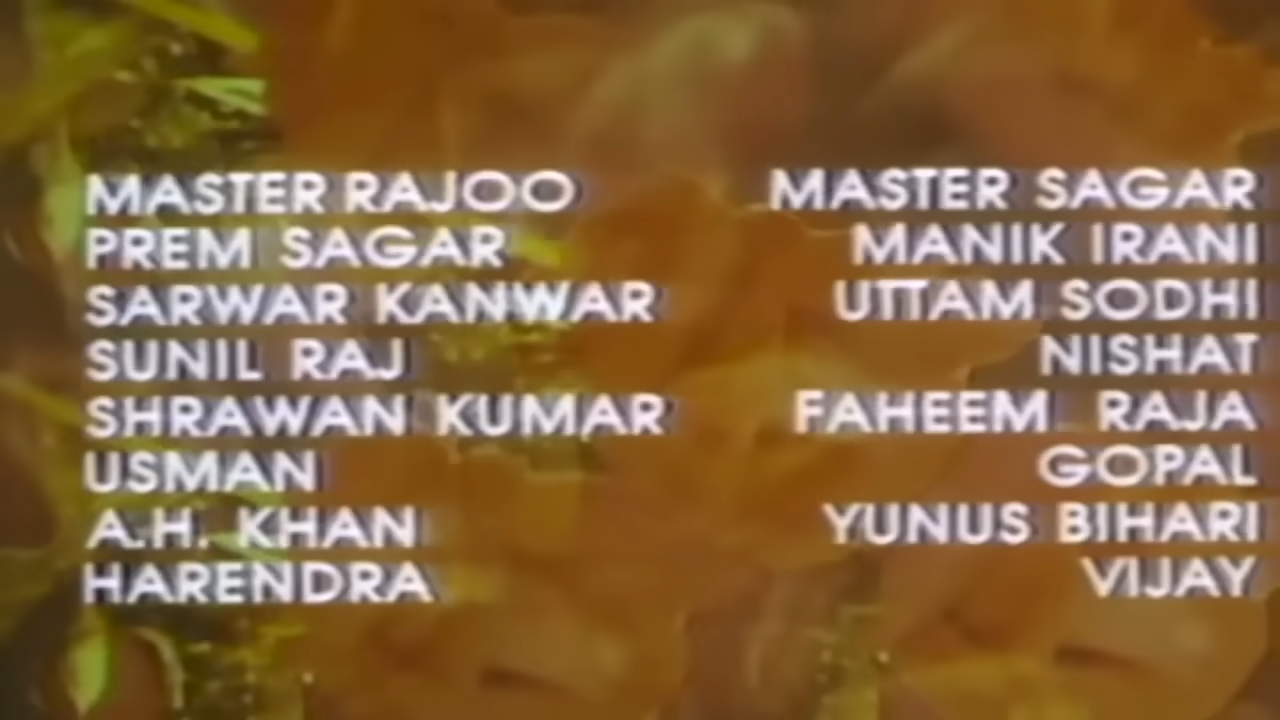 MASTER RAJOO MASTER SAGAR
PREM SAGAR MANIK IRANI
SARWAR KANWAR UTTAM SODHI
SUNIL RAJ NISHAT
SHRAWAN KUMAR FAHEEM RAJA
USMAN GOPAL
A.H. KHAN YUNUS BIHARI
HARENDRA VIJAY